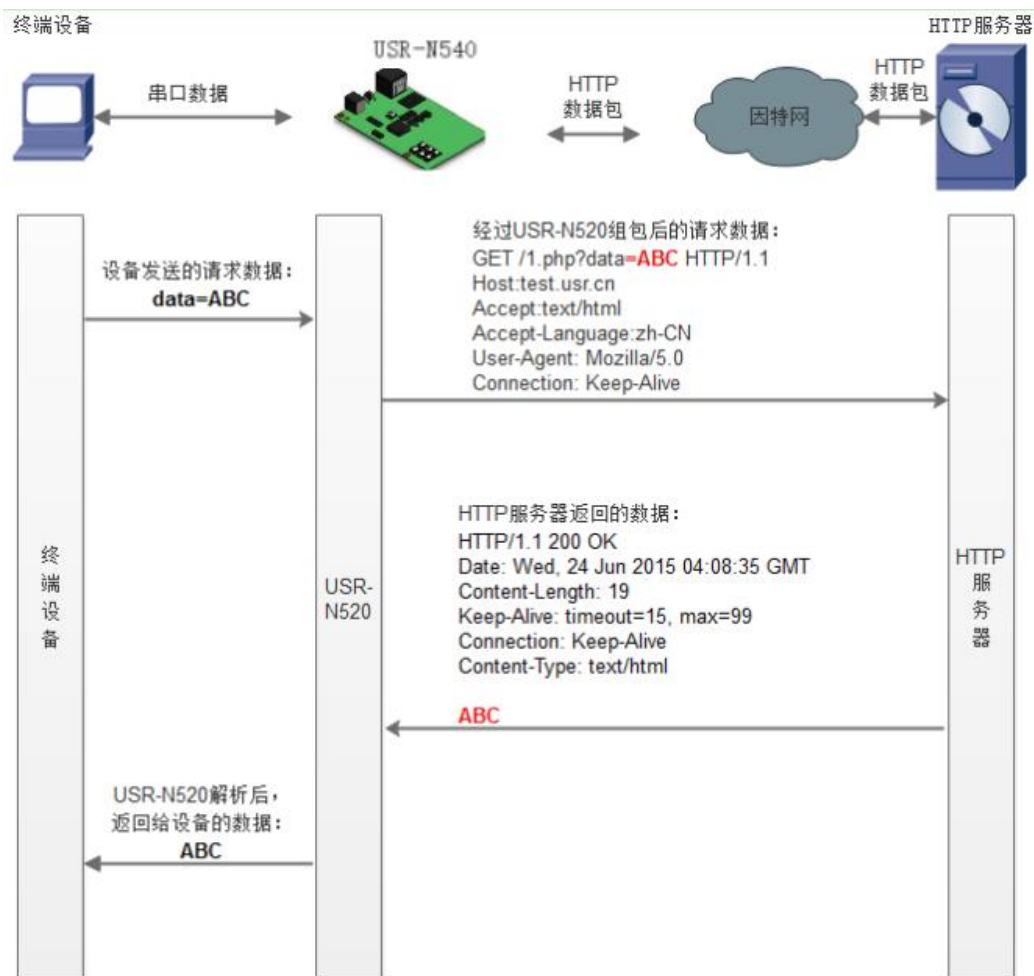 终端设备
HTTP服务器
USR-N540
串口数据
HTTP
数据包
因特网
HTTP
数据包
经过USR-N520组包后的请求数据：
GET /1.php?data=ABC HTTP/1.1
Host:test.usr.cn
Accept:text/html
Accept-Language:zh-CN
User-Agent: Mozilla/5.0
Connection: Keep-Alive
设备发送的请求数据：
data=ABC
HTTP服务器返回的数据：
HTTP/1.1 200 OK
Date: Wed, 24 Jun 2015 04:08:35 GMT
Content-Length: 19
Keep-Alive: timeout=15, max=99
Connection: Keep-Alive
Content-Type: text/html
ABC
终
端
设
备
USR-
N520
HTTP
服
务
器
USR-N520解析后，
返回给设备的数据：
ABC